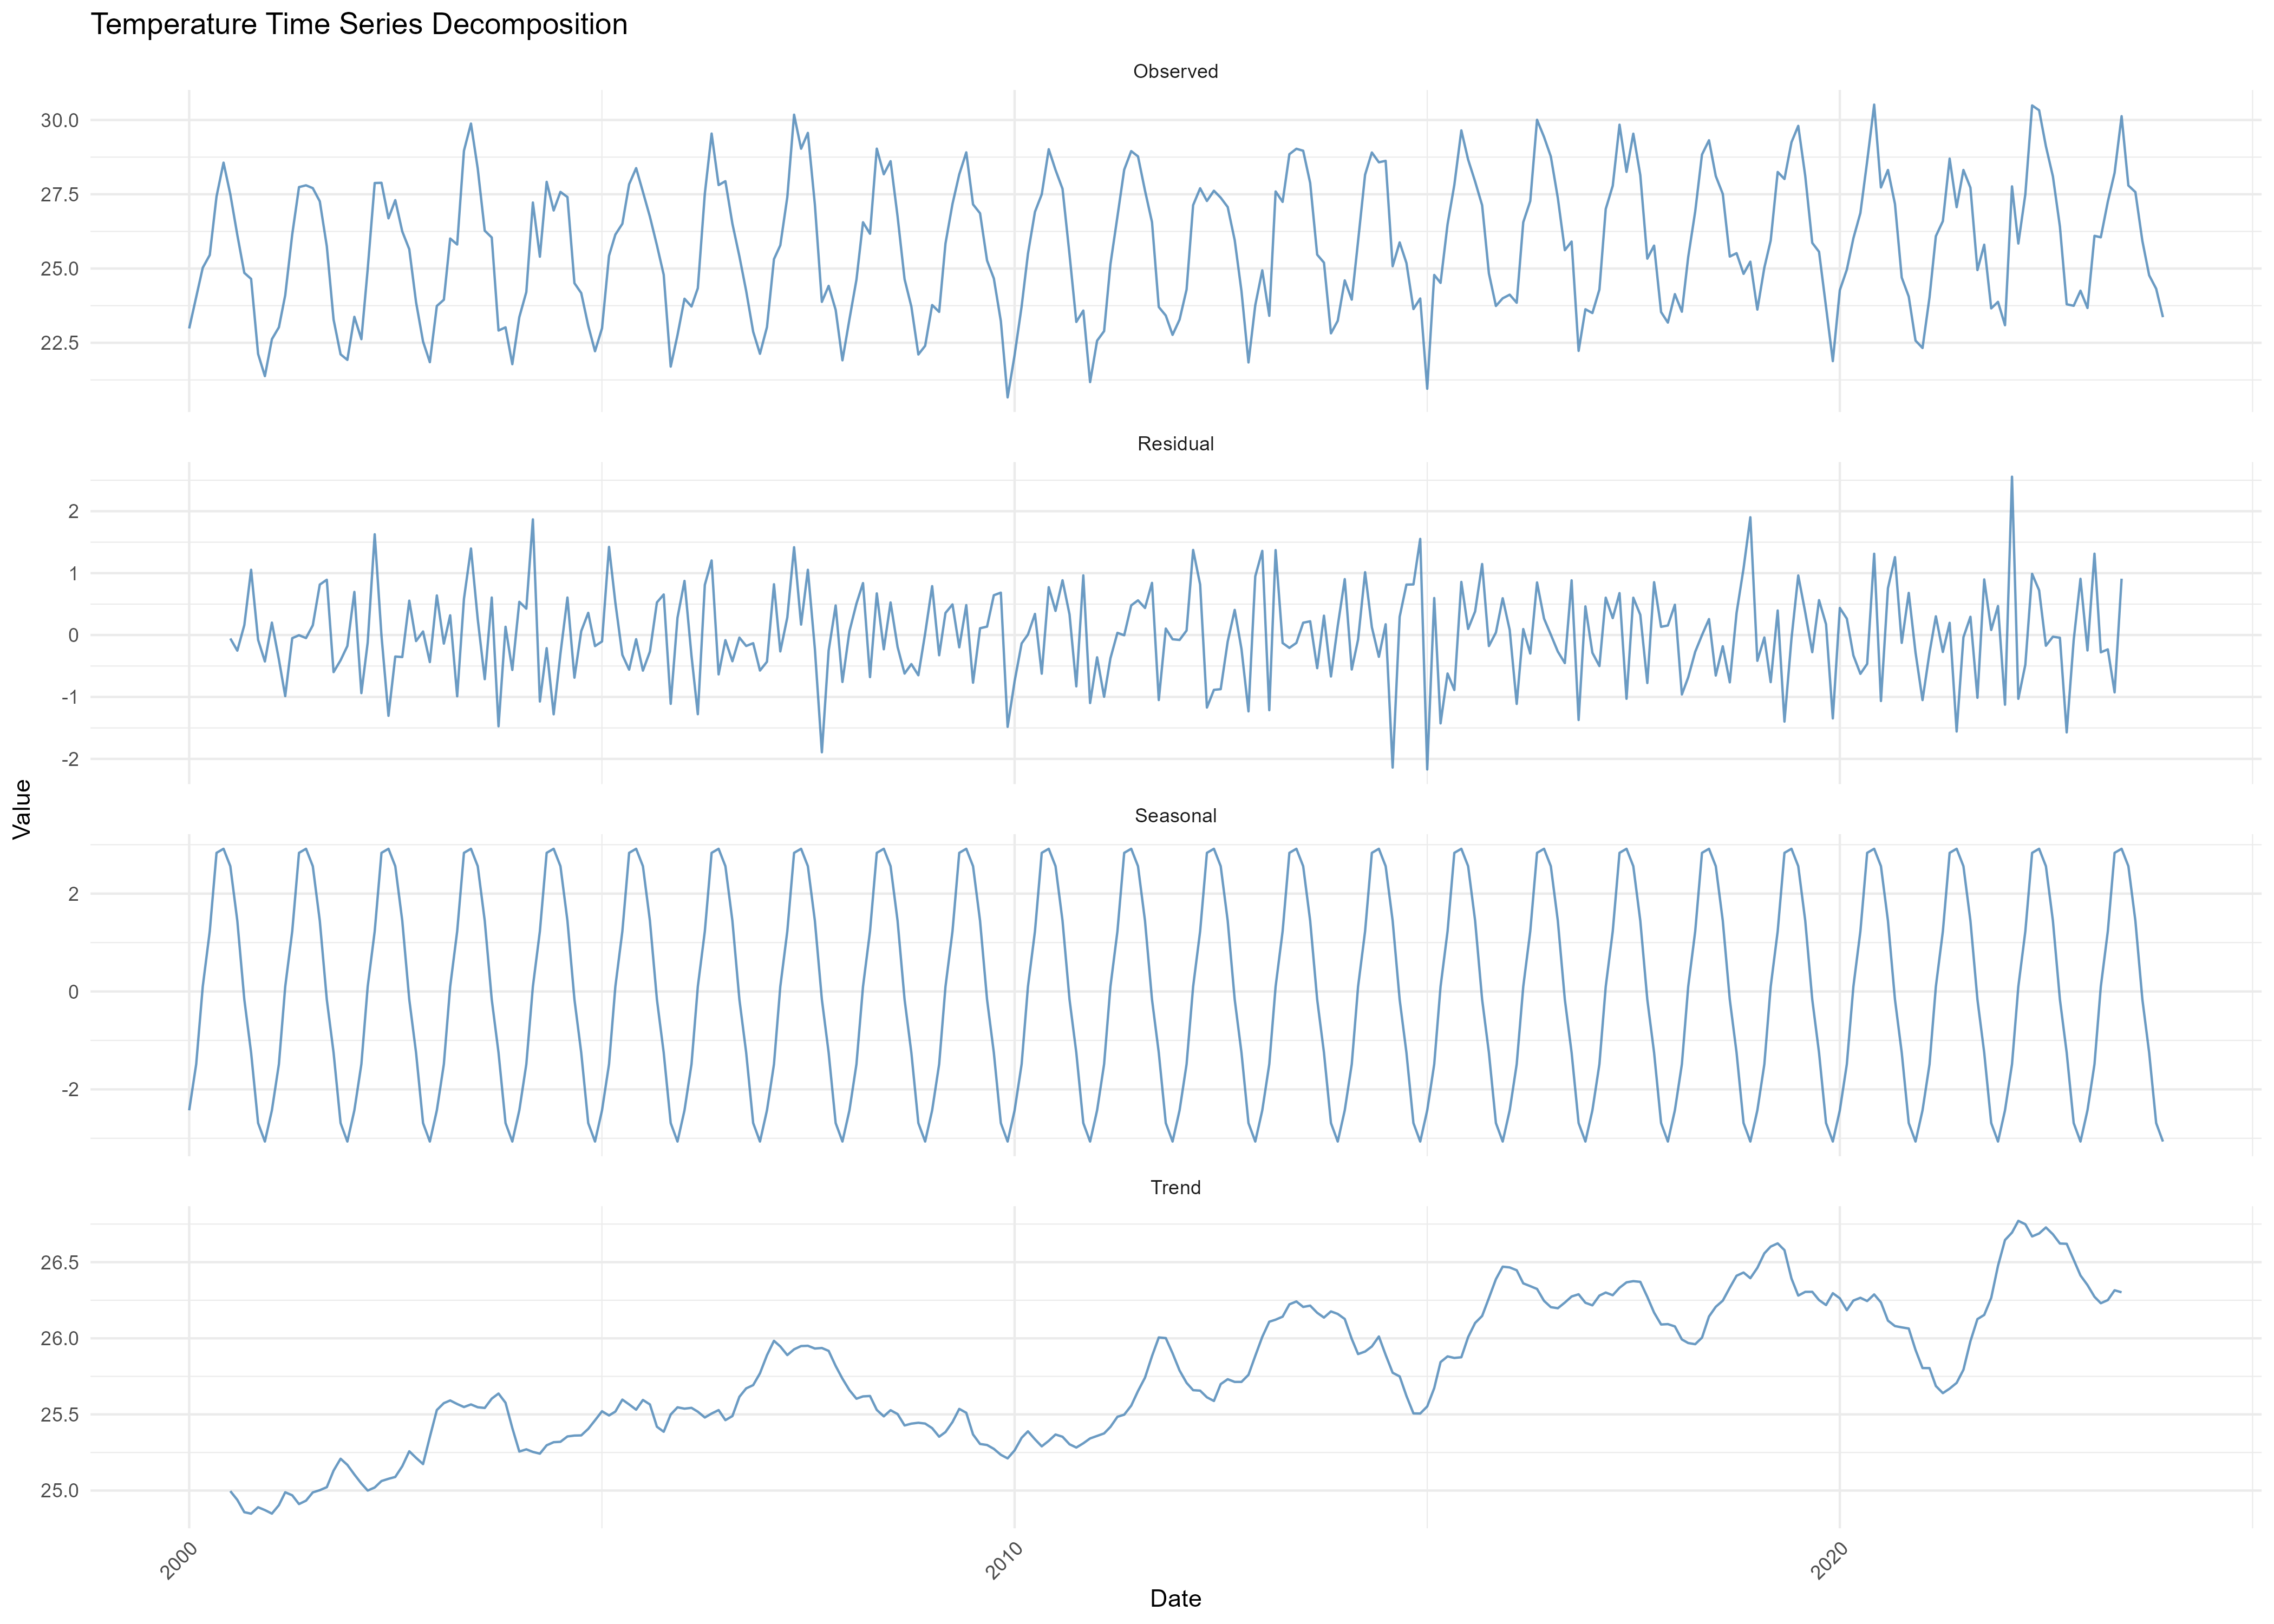 Temperature Time Series Decomposition
Observed
30.0
27.5
25.0
22.5
Residual
2
1
0
-1
-2
Seasonal
2
0
-2
Trend
26.5
26.0
25.5
25.0
2000
2010
2020
Date
Value